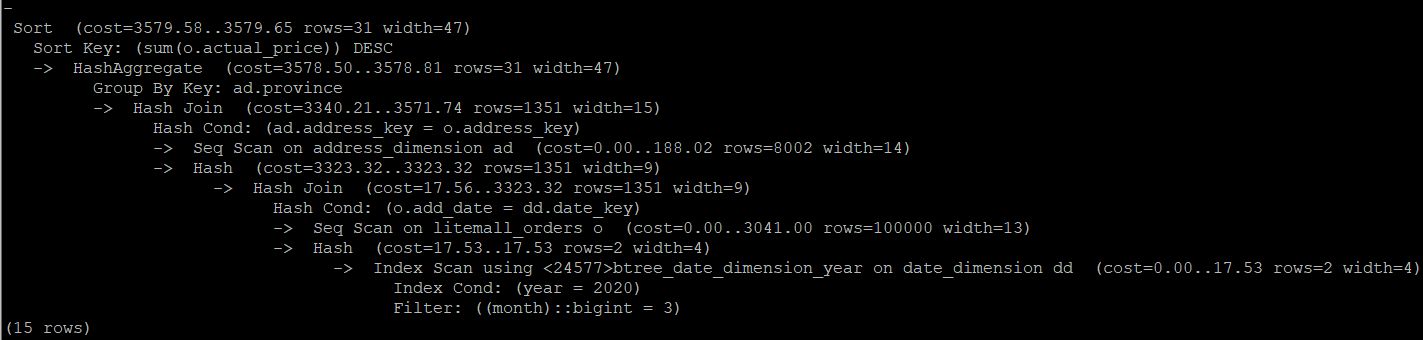 Sort  (cost=3579.58..3579.65 rows=31 width=47)
Sort Key: (sum(o.actual_price)) DESC
->  HashAggregate  (cost=3578.50..3578.81 rows=31 width=47)
Group By Key: ad.province
->  Hash Join  (cost=3340.21..3571.74 rows=1351 width=15)
Hash Cond: (ad.address_key = o.address_key)
->  Seq Scan on address_dimension ad  (cost=0.00..188.02 rows=8002 width=14)
->  Hash  (cost=3323.32..3323.32 rows=1351 width=9)
->  Hash Join  (cost=17.56..3323.32 rows=1351 width=9)
Hash Cond: (o.add_date = dd.date_key)
->  Seq Scan on litemall_orders o  (cost=0.00..3041.00 rows=100000 width=13)
->  Hash  (cost=17.53..17.53 rows=2 width=4)
->  Index Scan using <24577>btree_date_dimension_year on date_dimension dd  (cost=0.00..17.53 rows=2 width=4)
Index Cond: (year = 2020)
Filter: ((month)::bigint = 3)
(15 rows)